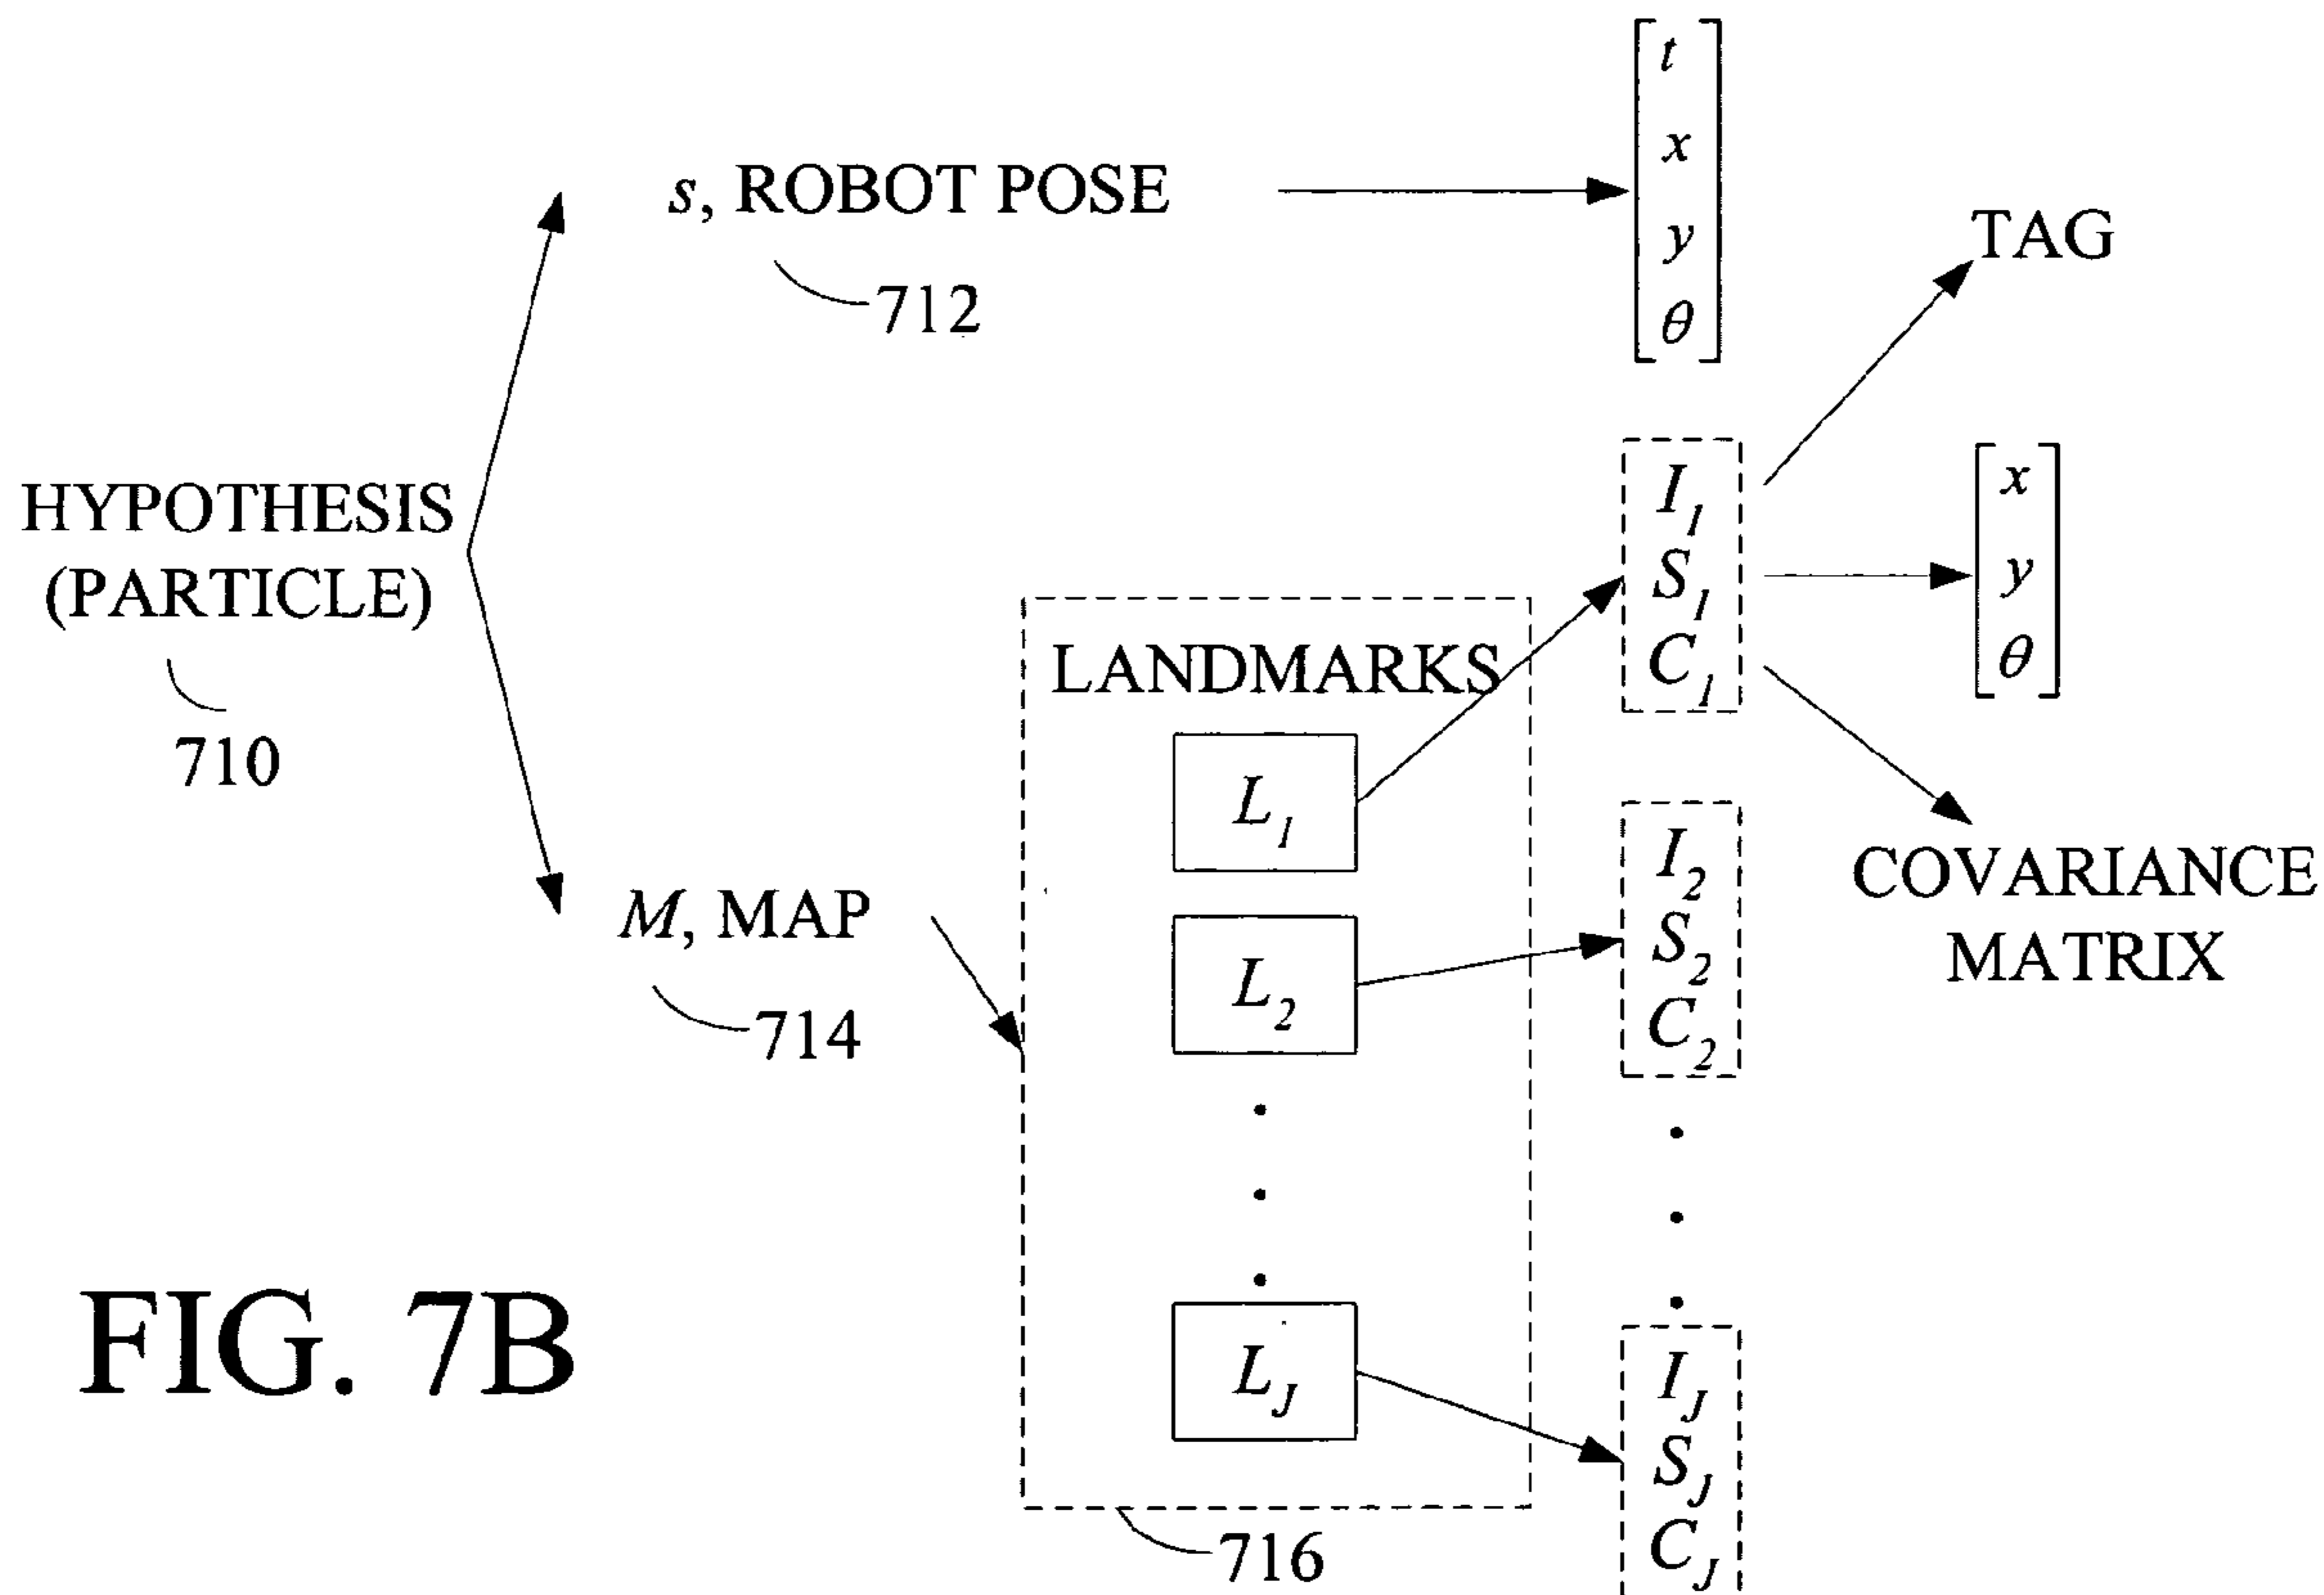 s, ROBOT POSE
712
t
x
y
θ
TAG
HYPOTHESIS
(PARTICLE)
710
M, MAP
714
LANDMARKS
L1
L2
LJ
716
I1
S1
C1
x
y
θ
COVARIANCE
MATRIX
I2
S2
C2
IJ
SJ
CJ
FIG. 7B